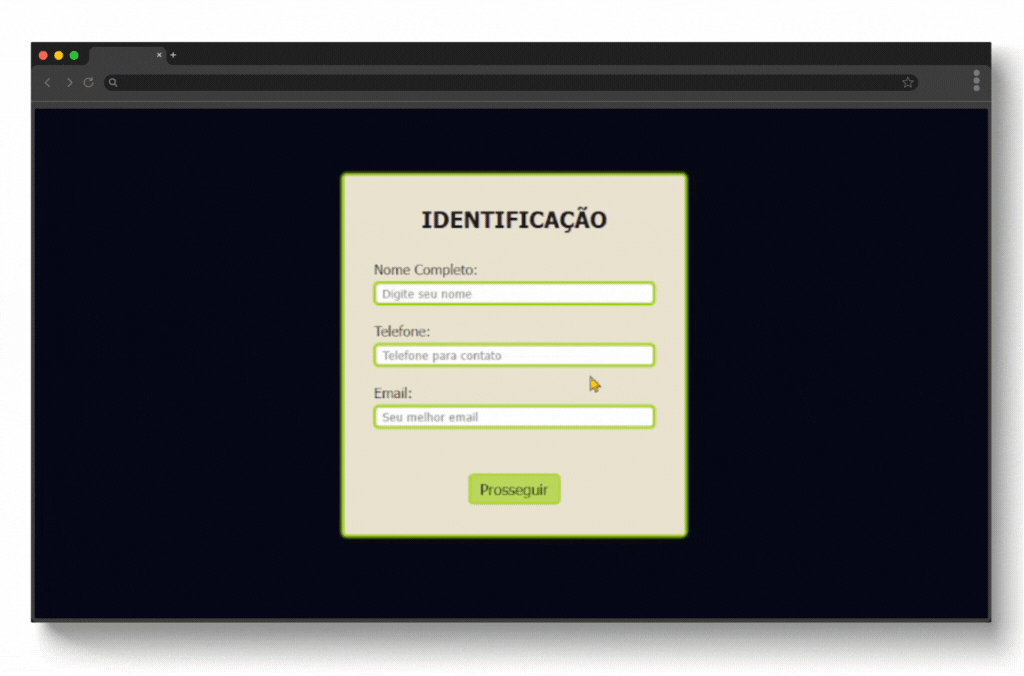 IDENTIFICAÇÃO
Nome Completo:
Digite seu nome
Telefone:
Telefone para contato
Email:
Seu melhor email
Prosseguir